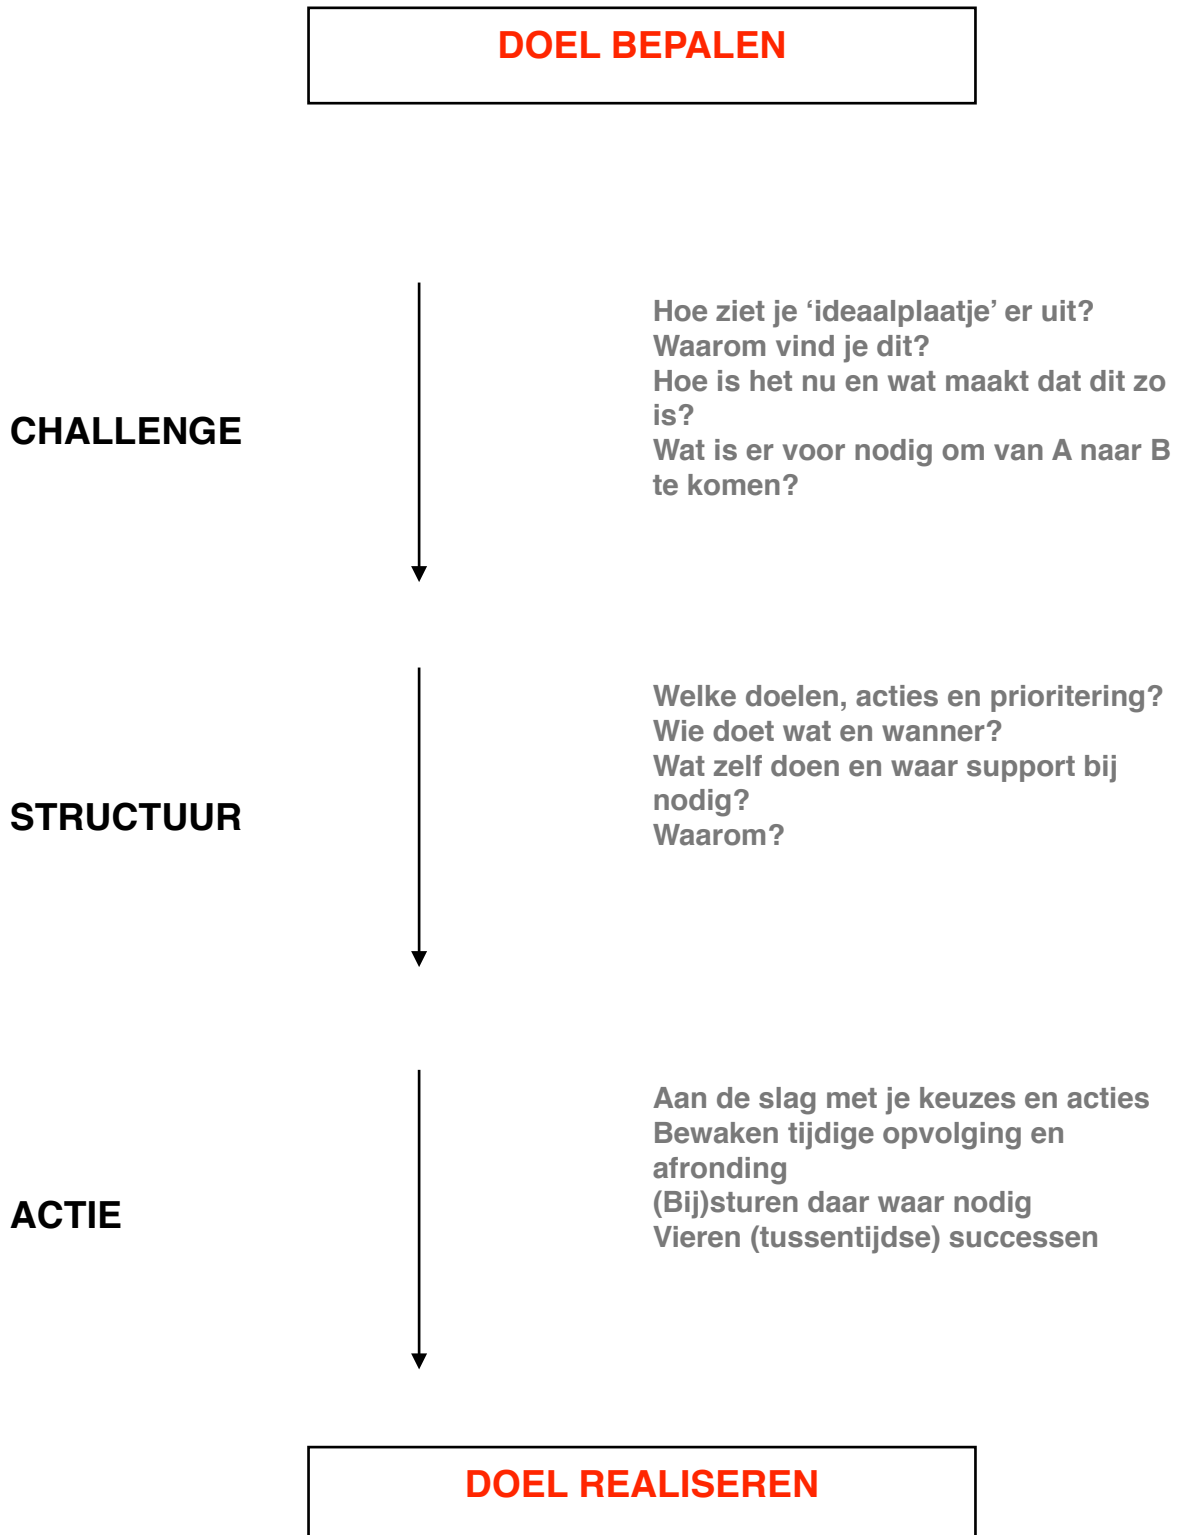 DOEL BEPALEN
Hoe ziet je ‘ideaalplaatje’ er uit?
Waarom vind je dit?
Hoe is het nu en wat maakt dat dit zo
is?
Wat is er voor nodig om van A naar B
te komen?
CHALLENGE
Welke doelen, acties en prioritering?
Wie doet wat en wanner?
Wat zelf doen en waar support bij
nodig?
Waarom?
STRUCTUUR
Aan de slag met je keuzes en acties
Bewaken tijdige opvolging en
afronding
(Bij)sturen daar waar nodig
Vieren (tussentijdse) successen
ACTIE
DOEL REALISEREN